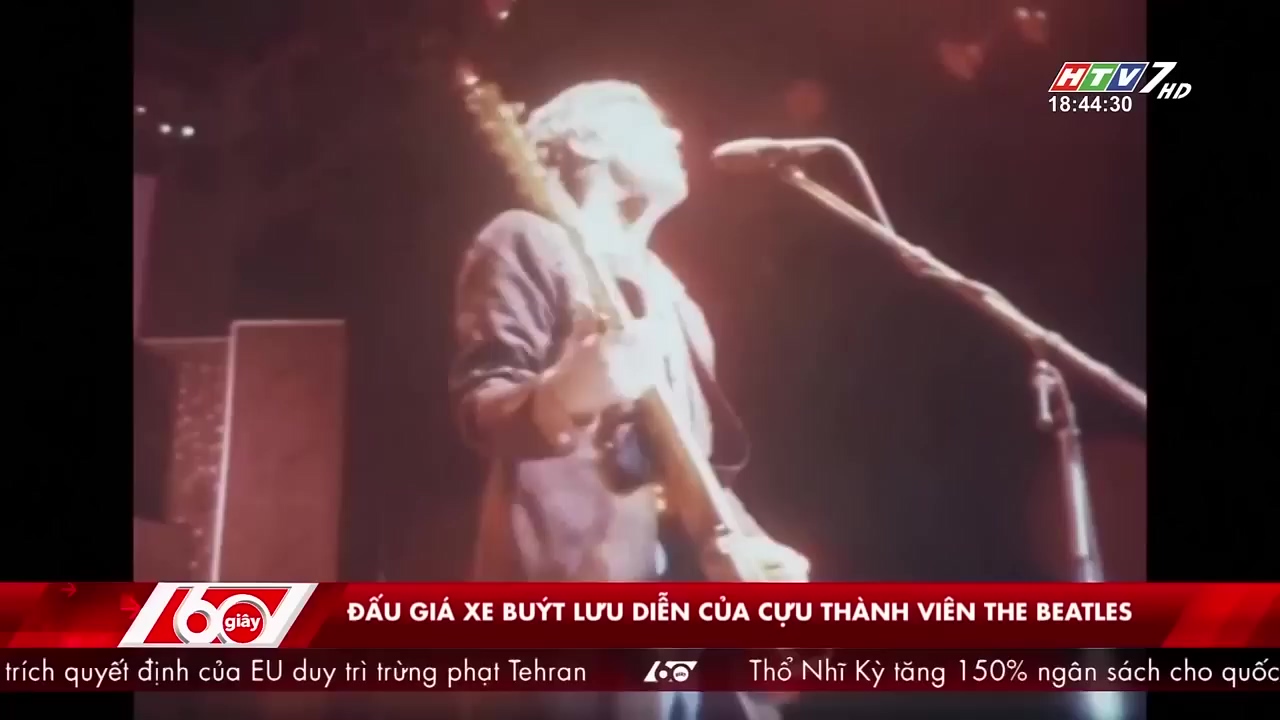 HTV7 HD
18:44:30
60 giây
ĐẤU GIÁ XE BUÝT LƯU DIỄN CỦA CỰU THÀNH VIÊN THE BEATLES
trích quyết định của EU duy trì trừng phạt Tehran 60 giây Thổ Nhĩ Kỳ tăng 150% ngân sách cho quốc